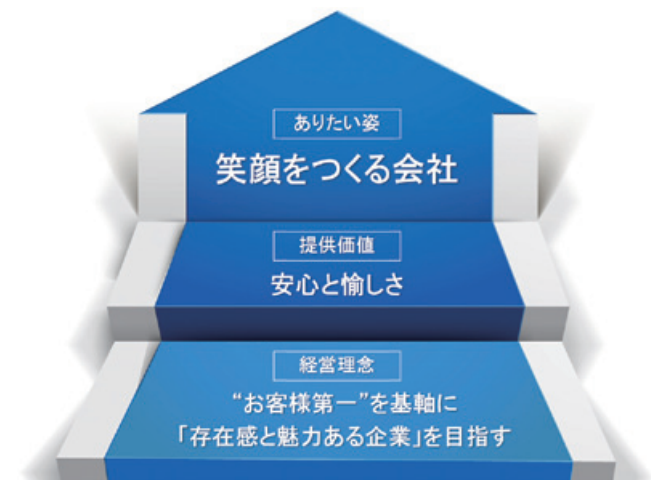 ありたい姿
笑顔をつくる会社
提供価値
安心と愉しさ
経営理念
“お客様第一”を基軸に
「存在感と魅力ある企業」を目指す